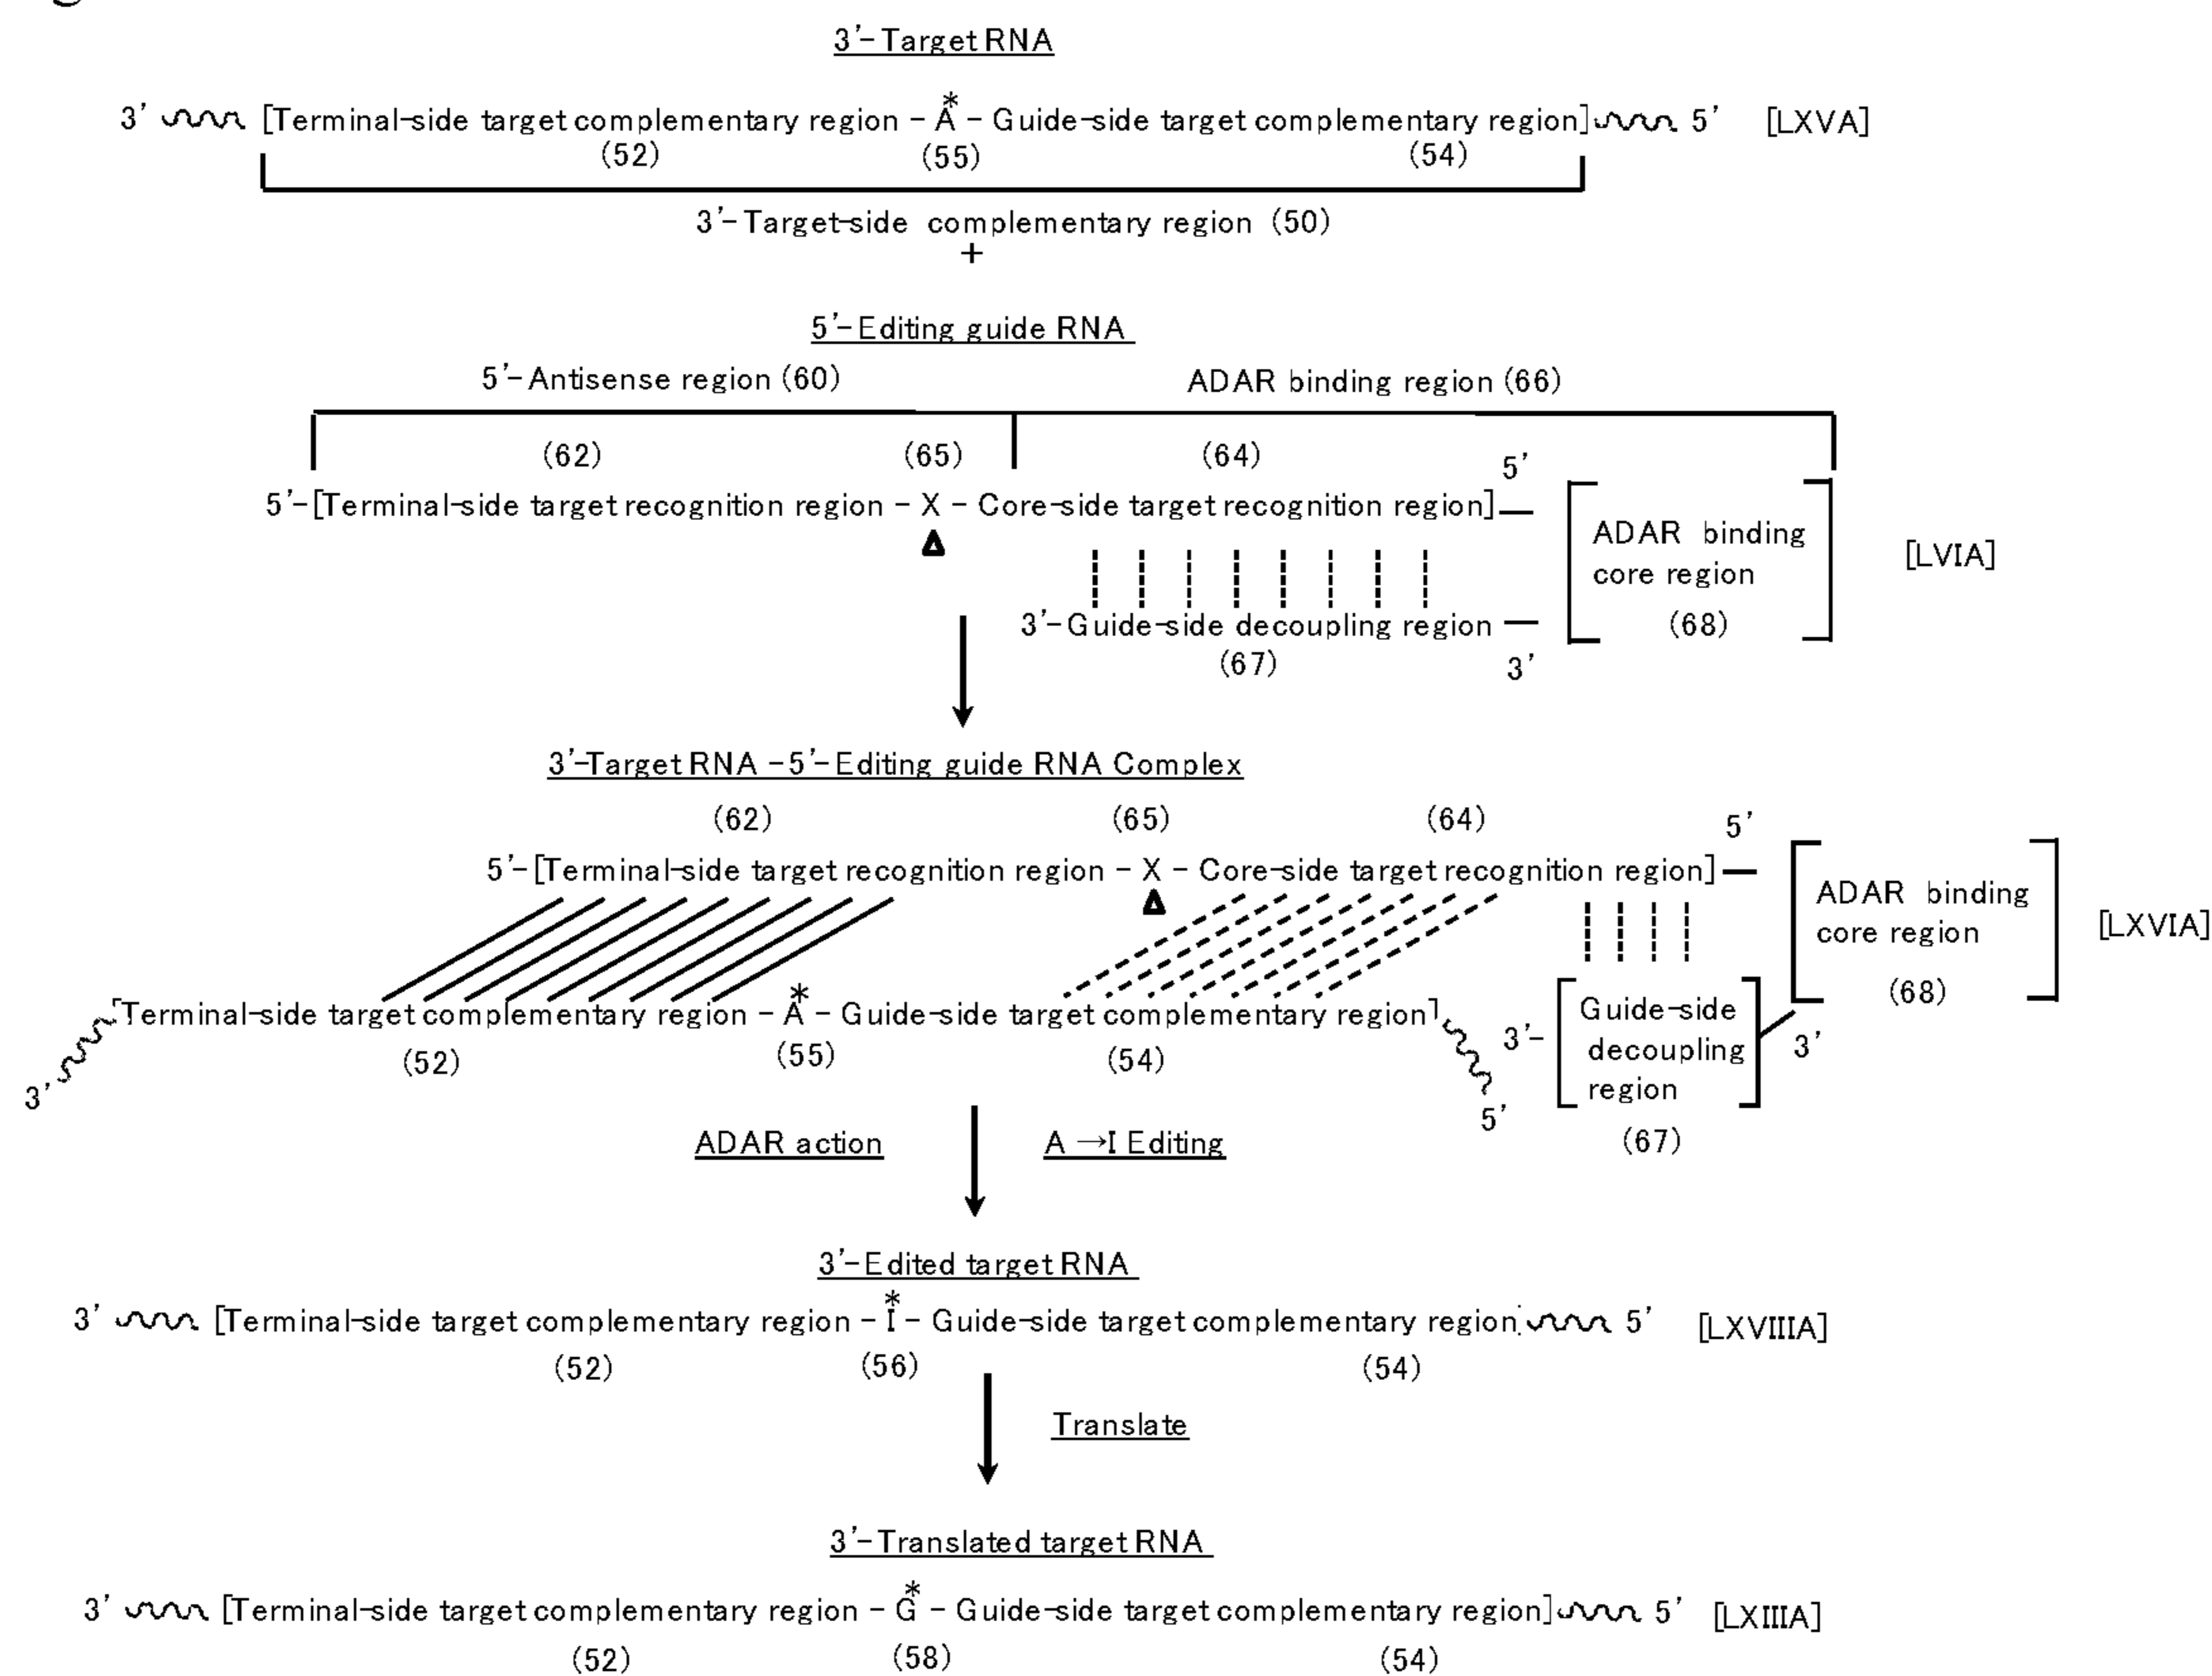 3'-Target RNA
3' [Terminal-side target complementary region - A* - Guide-side target complementary region] 5' [LXVA]
(52) (55) (54)
3'-Target-side complementary region (50)
+
5'-Editing guide RNA
5'-Antisense region (60) ADAR binding region (66)
(62) (65) (64)
5'
5'-[Terminal-side target recognition region - X - Core-side target recognition region]
ADAR binding
core region
(68)
[LVIA]
3'-Guide-side decoupling region
(67) 3'
3'-Target RNA -5'-Editing guide RNA Complex
(62) (65) (64)
5'
5'-[Terminal-side target recognition region - X - Core-side target recognition region]
ADAR binding
core region
(68)
[LXVIA]
[Terminal-side target complementary region - A* - Guide-side target complementary region]
(52) (55) (54)
3'
5'
3'-
Guide-side
decoupling
region
3'
(67)
ADAR action A →I Editing
3'-Edited target RNA
3' [Terminal-side target complementary region - I* - Guide-side target complementary region 5' [LXVIIIA]
(52) (56) (54)
Translate
3'-Translated target RNA
3' [Terminal-side target complementary region - G* - Guide-side target complementary region] 5' [LXIIIA]
(52) (58) (54)